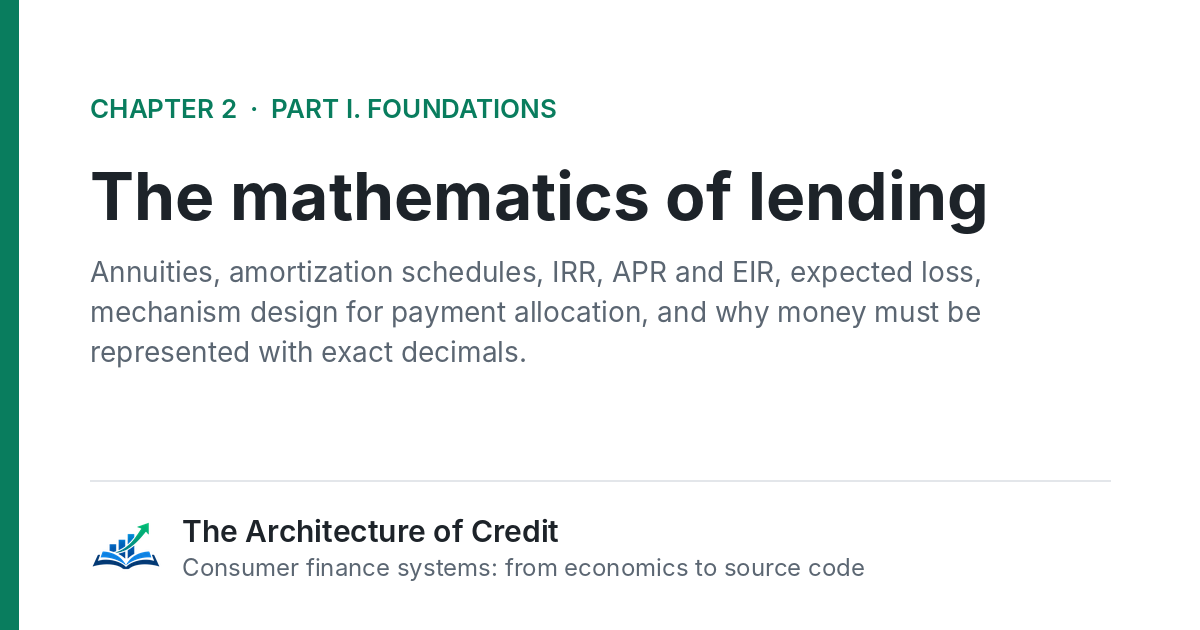 CHAPTER 2 · PART I. FOUNDATIONS
The mathematics of lending
Annuities, amortization schedules, IRR, APR and EIR, expected loss,
mechanism design for payment allocation, and why money must be
represented with exact decimals.
The Architecture of Credit
Consumer finance systems: from economics to source code